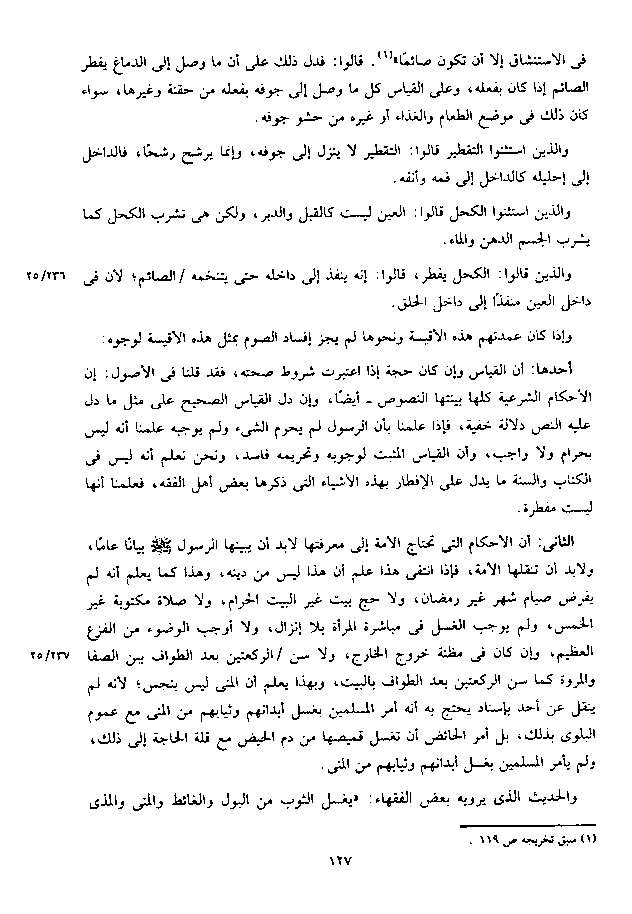 فى الاستنشاق إلا أن تكون صائمًا»(١). قالوا: فدل ذلك على أن ما وصل إلى الدماغ يفطر
الصائم إذا كان بفعله، وعلى القياس كل ما وصل إلى جوفه بفعله من حقنة وغيرها، سواء
كان ذلك فى موضع الطعام والغذاء أو غيره من حشو جوفه.
والذين استثنوا التقطير قالوا: التقطير لا ينزل إلى جوفه، وإنما يرشح رشحًا، فالداخل
إلى إحليله كالداخل إلى فمه وأنفه.
والذين استثنوا الكحل قالوا: العين ليست كالقبل والدبر، ولكن هى تشرب الكحل كما
يشرب الجسم الدهن والماء.
والذين قالوا: الكحل يفطر، قالوا: إنه ينفذ إلى داخله حتى يتنخمه /الصائم؛ لأن فى ٢٥/٢٣٦
داخل العين منفذًا إلى داخل الحلق.
وإذا كان عمدتهم هذه الأقيسة ونحوها لم يجز إفساد الصوم بمثل هذه الأقيسة لوجوه:
أحدها: أن القياس وإن كان حجة إذا اعتبرت شروط صحته، فقد قلنا فى الأصول: إن
الأحكام الشرعية كلها بينتها النصوص ـ أيضًا، وإن دل القياس الصحيح على مثل ما دل
عليه النص دلالة خفية، فإذا علمنا بأن الرسول لم يحرم الشىء ولم يوجبه علمنا أنه ليس
بحرام ولا واجب، وأن القياس المثبت لوجوبه وتحريمه فاسد، ونحن نعلم أنه ليس فى
الكتاب والسنة ما يدل على الإفطار بهذه الأشياء التى ذكرها بعض أهل الفقه، فعلمنا أنها
ليست مفطرة.
الثانى: أن الأحكام التى تحتاج الأمة إلى معرفتها لابد أن يبينها الرسول ﷺ بيانًا عامًا،
ولابد أن تنقلها الأمة، فإذا انتفى هذا علم أن هذا ليس من دينه، وهذا كما يعلم أنه لم
يفرض صيام شهر غير رمضان، ولا حج بيت غير البيت الحرام، ولا صلاة مكتوبة غير
الخمس، ولم يوجب الغسل فى مباشرة المرأة بلا إنزال، ولا أوجب الوضوء من الفزع
العظيم، وإن كان فى مظنة خروج الخارج، ولا سن /الركعتين بعد الطواف بين الصفا ٢٥/٢٣٧
والمروة كما سن الركعتين بعد الطواف بالبيت، وبهذا يعلم أن المنى ليس بنجس؛ لأنه لم
ينقل عن أحد بإسناد يحتج به أنه أمر المسلمين بغسل أبدانهم وثيابهم من المنى مع عموم
البلوى بذلك، بل أمر الحائض أن تغسل قميصها من دم الحيض مع قلة الحاجة إلى ذلك،
ولم يأمر المسلمين بغسل أبدانهم وثيابهم من المنى.
والحديث الذى يرويه بعض الفقهاء: «يغسل الثوب من البول والغائط والمنى والمذى
(١) سبق تخريجه ص ١١٩ .
١٢٧